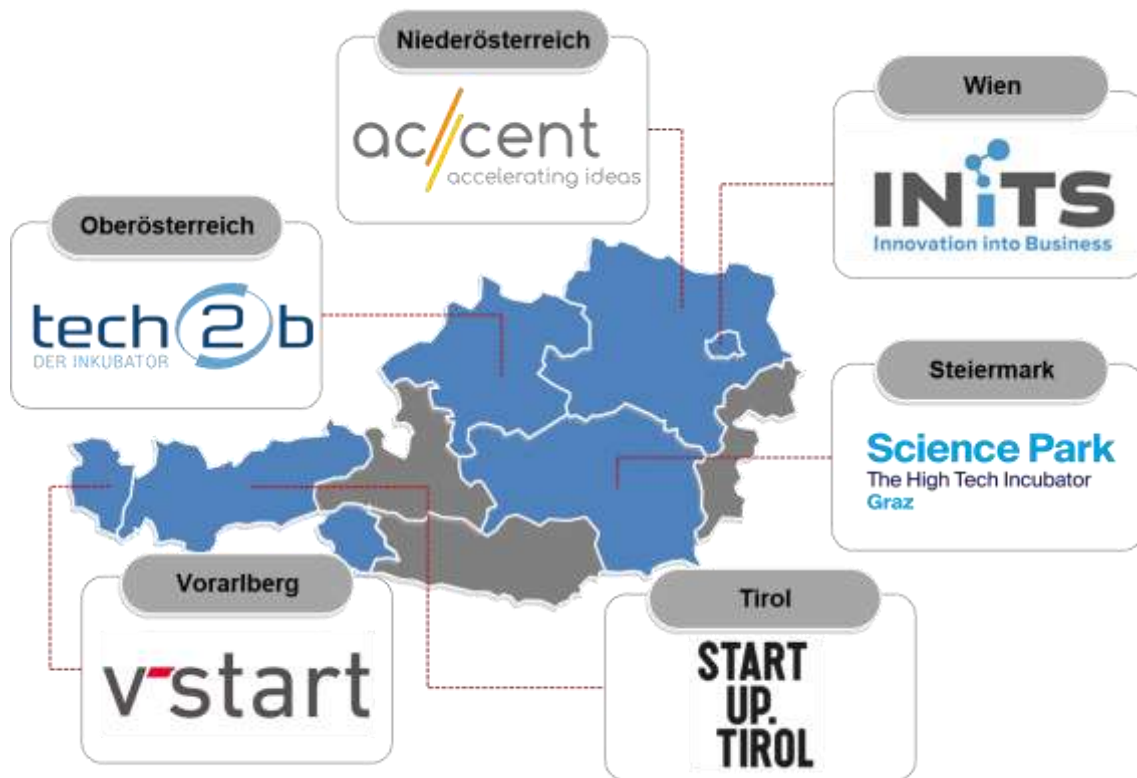 Niederösterreich
ac//cent
accelerating ideas
Wien
INiTS
Innovation into Business
Oberösterreich
tech2b
DER INKUBATOR
Steiermark
Science Park
The High Tech Incubator
Graz
Vorarlberg
v-start
Tirol
START
UP.
TIROL